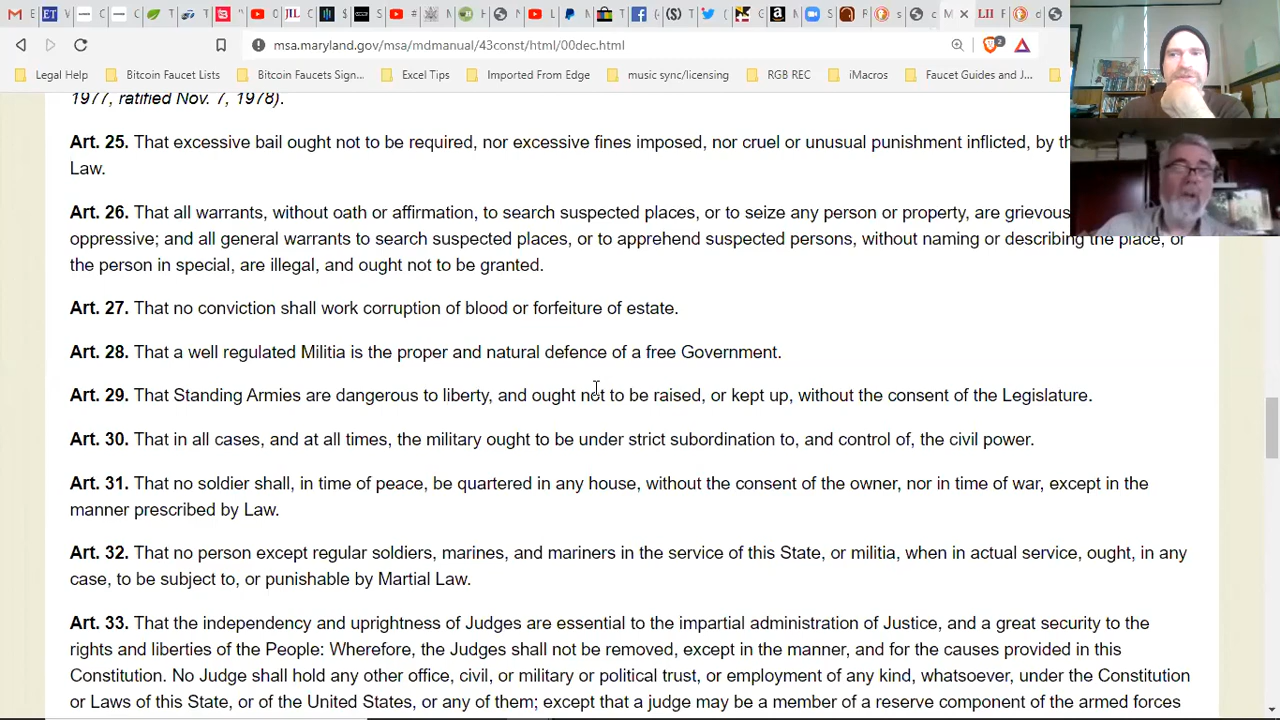 msa.maryland.gov/msa/mdmanual/43const/html/00dec.html
2
Legal Help Bitcoin Faucet Lists Bitcoin Faucets Sign... Excel Tips Imported From Edge music sync/licensing RGB REC iMacros Faucet Guides and J...
1977, ratified Nov. 7, 1978).
Art. 25. That excessive bail ought not to be required, nor excessive fines imposed, nor cruel or unusual punishment inflicted, by
Law.
Art. 26. That all warrants, without oath or affirmation, to search suspected places, or to seize any person or property, are grievous
oppressive; and all general warrants to search suspected places, or to apprehend suspected persons, without naming or describing the place, or
the person in special, are illegal, and ought not to be granted.
Art. 27. That no conviction shall work corruption of blood or forfeiture of estate.
Art. 28. That a well regulated Militia is the proper and natural defence of a free Government.
Art. 29. That Standing Armies are dangerous to liberty, and ought not to be raised, or kept up, without the consent of the Legislature.
Art. 30. That in all cases, and at all times, the military ought to be under strict subordination to, and control of, the civil power.
Art. 31. That no soldier shall, in time of peace, be quartered in any house, without the consent of the owner, nor in time of war, except in the
manner prescribed by Law.
Art. 32. That no person except regular soldiers, marines, and mariners in the service of this State, or militia, when in actual service, ought, in any
case, to be subject to, or punishable by Martial Law.
Art. 33. That the independency and uprightness of Judges are essential to the impartial administration of Justice, and a great security to the
rights and liberties of the People: Wherefore, the Judges shall not be removed, except in the manner, and for the causes provided in this
Constitution. No Judge shall hold any other office, civil, or military or political trust, or employment of any kind, whatsoever, under the Constitution
or Laws of this State, or of the United States, or any of them; except that a judge may be a member of a reserve component of the armed forces